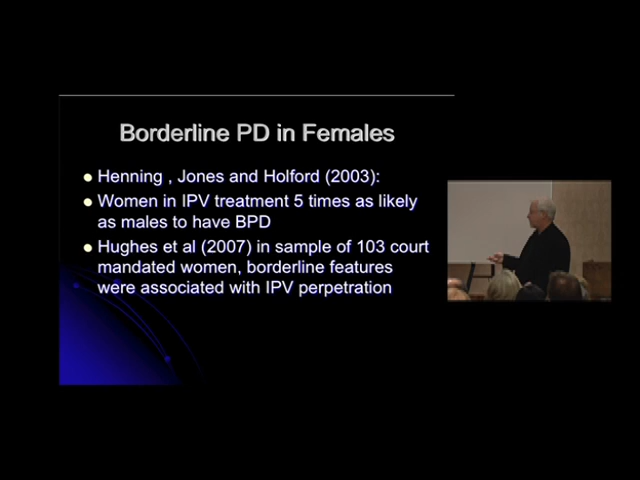 Borderline PD in Females
Henning , Jones and Holford (2003):
Women in IPV treatment 5 times as likely
as males to have BPD
Hughes et al (2007) in sample of 103 court
mandated women, borderline features
were associated with IPV perpetration